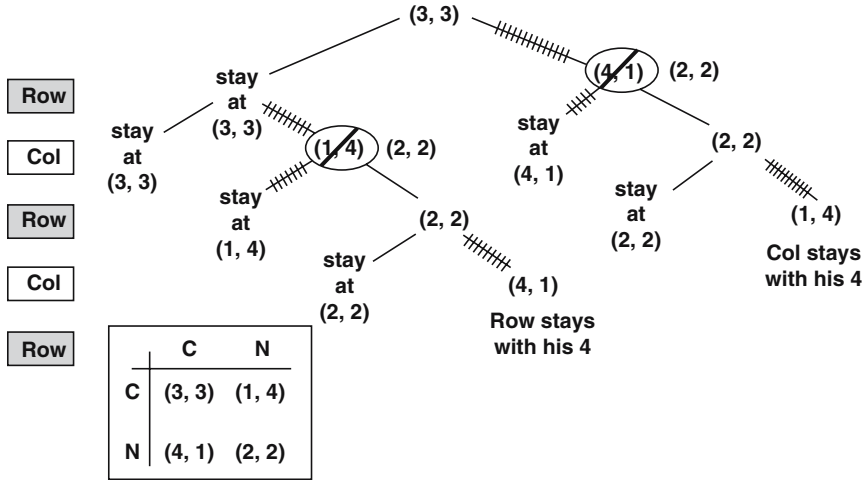 (3, 3)
(4, 1) (2, 2)
Row
stay
at
(3, 3)
stay
at
(4, 1)
stay
at
(3, 3)
Col
(1, 4) (2, 2)
(2, 2)
stay
at
(1, 4)
stay
at
(2, 2)
Row
(2, 2)
(1, 4)
Col stays
with his 4
Col
stay
at
(2, 2)
(4, 1)
Row stays
with his 4
Row
C N
C (3, 3) (1, 4)
N (4, 1) (2, 2)